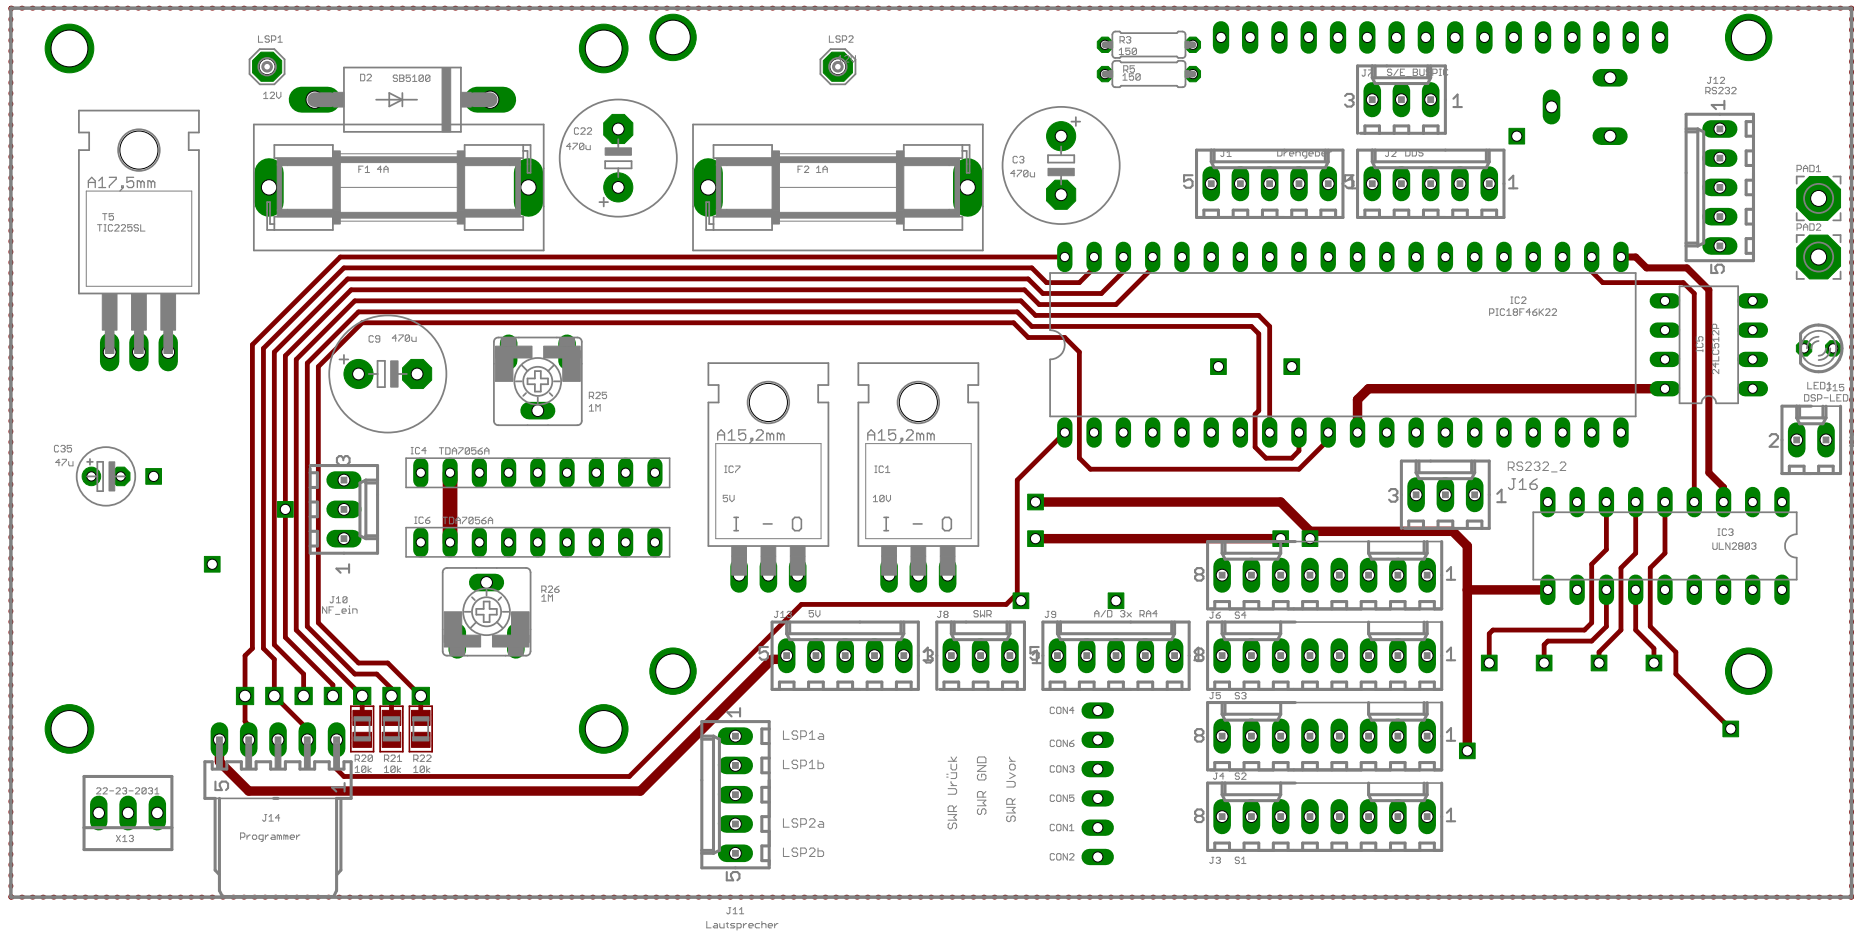 LSP1
LSP2
R3
150
R5
150
J7 S/E BUSPIC
J12
RS232
D2 SB5100
12V
3
1
1
C22
470u
C3
470u
F1 4A
F2 1A
J1 Drehgeber
J2 DDS
5
1
5
PAD1
PAD2
A17,5mm
T5
TIC225SL
IC2
PIC18F46K22
IC5
24LC512P
C9 470u
R25
1M
LED1
J15
DSP-LED
2
A15,2mm
A15,2mm
C35
47u
3
IC4 TDA7056A
IC7
5V
IC1
10V
RS232_2
J16
3
1
IC6 TDA7056A
I - O
I - O
IC3
ULN2803
1
J10
NF_ein
R26
1M
8
1
J13 5V
J8 SWR
J9 A/D 3x RA4
J6 S4
5
8
1
J5 S3
1
CON4
LSP1a
CON6
8
1
R20
10k
R21
10k
R22
10k
LSP1b
CON3
J4 S2
5
1
22-23-2031
X13
J14
Programmer
SWR Urück
SWR GND
SWR Uvor
CON5
LSP2a
CON1
8
1
LSP2b
CON2
J3 S1
5
J11
Lautsprecher